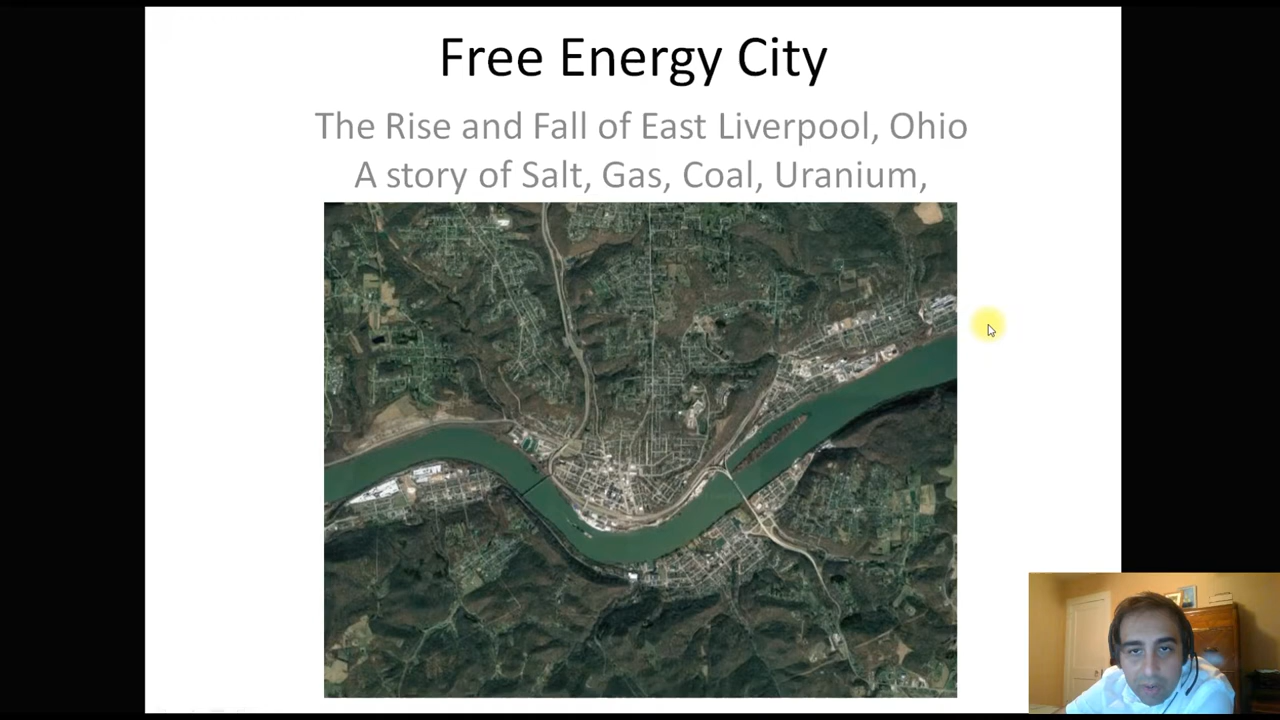 Free Energy City
The Rise and Fall of East Liverpool, Ohio
A story of Salt, Gas, Coal, Uranium,